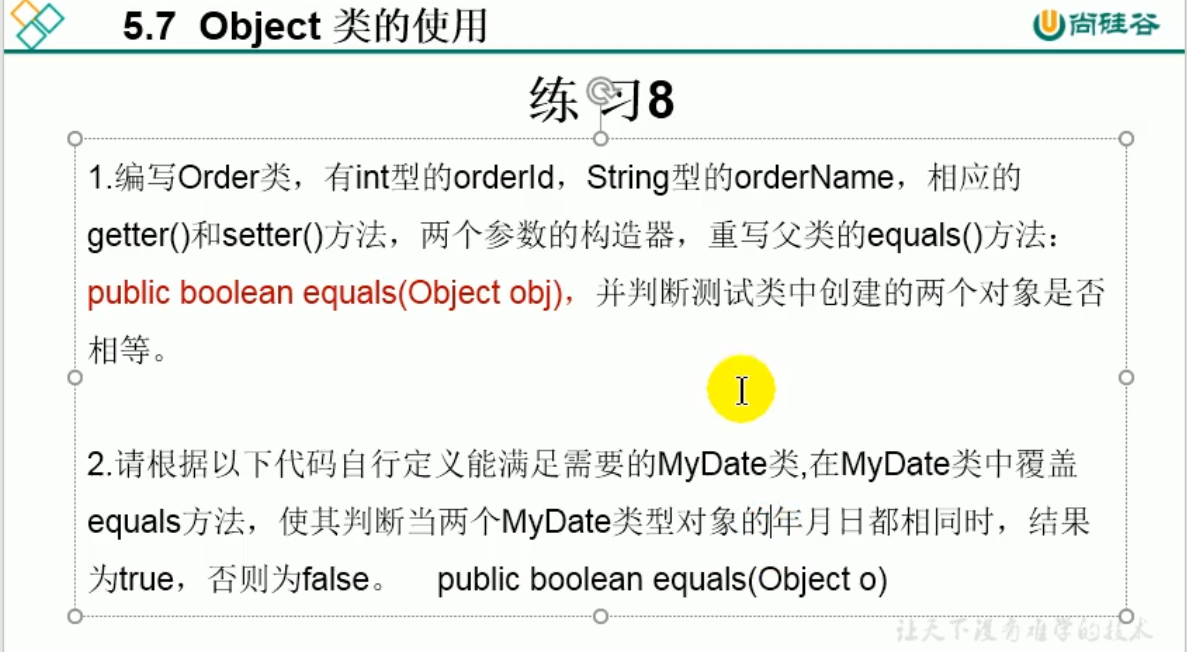 5.7 Object 类的使用
尚硅谷
练 习8
1.编写Order类，有int型的orderId，String型的orderName，相应的
getter()和setter()方法，两个参数的构造器，重写父类的equals()方法：
public boolean equals(Object obj)，并判断测试类中创建的两个对象是否
相等。
2.请根据以下代码自行定义能满足需要的MyDate类,在MyDate类中覆盖
equals方法，使其判断当两个MyDate类型对象的年月日都相同时，结果
为true，否则为false。 public boolean equals(Object o)
让天下没有难学的技术